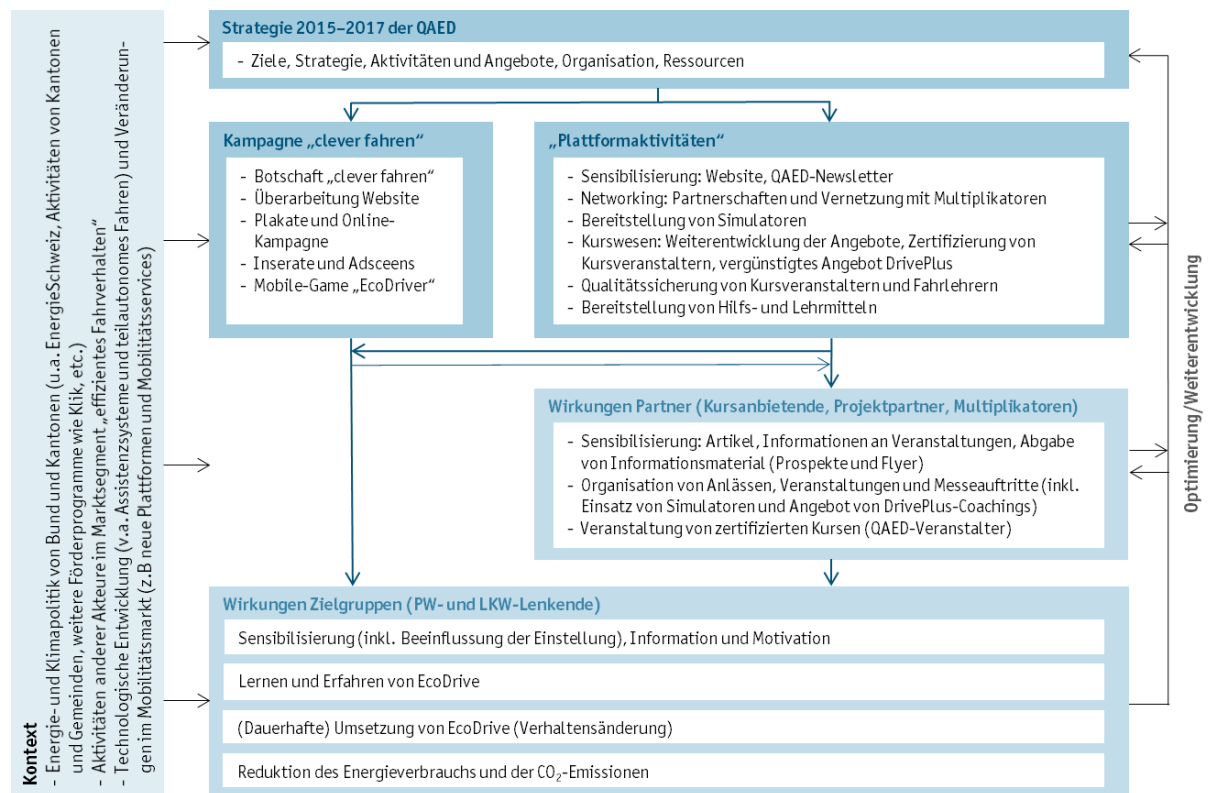 Kontext
- Energie- und Klimapolitik von Bund und Kantonen (u.a. EnergieSchweiz, Aktivitäten von Kantonen
und Gemeinden, weitere Förderprogramme wie Klik, etc.)
- Aktivitäten anderer Akteure im Marktsegment „effizientes Fahrverhalten“
- Technologische Entwicklung (v.a. Assistenzsysteme und teilautonomes Fahren) und Veränderun-
gen im Mobilitätsmarkt (z.B neue Plattformen und Mobilitätsservices)
Strategie 2015–2017 der QAED
- Ziele, Strategie, Aktivitäten und Angebote, Organisation, Ressourcen
Kampagne „clever fahren“
- Botschaft „clever fahren“
- Überarbeitung Website
- Plakate und Online-
Kampagne
- Inserate und Adsceens
- Mobile-Game „EcoDriver“
„Plattformaktivitäten“
- Sensibilisierung: Website, QAED-Newsletter
- Networking: Partnerschaften und Vernetzung mit Multiplikatoren
- Bereitstellung von Simulatoren
- Kurswesen: Weiterentwicklung der Angebote, Zertifizierung von
Kursveranstaltern, vergünstigtes Angebot DrivePlus
- Qualitätssicherung von Kursveranstaltern und Fahrlehrern
- Bereitstellung von Hilfs- und Lehrmitteln
Wirkungen Partner (Kursanbietende, Projektpartner, Multiplikatoren)
- Sensibilisierung: Artikel, Informationen an Veranstaltungen, Abgabe
von Informationsmaterial (Prospekte und Flyer)
- Organisation von Anlässen, Veranstaltungen und Messeauftritte (inkl.
Einsatz von Simulatoren und Angebot von DrivePlus-Coachings)
- Veranstaltung von zertifizierten Kursen (QAED-Veranstalter)
Wirkungen Zielgruppen (PW- und LKW-Lenkende)
Sensibilisierung (inkl. Beeinflussung der Einstellung), Information und Motivation
Lernen und Erfahren von EcoDrive
(Dauerhafte) Umsetzung von EcoDrive (Verhaltensänderung)
Reduktion des Energieverbrauchs und der CO₂-Emissionen
Optimierung/Weiterentwicklung